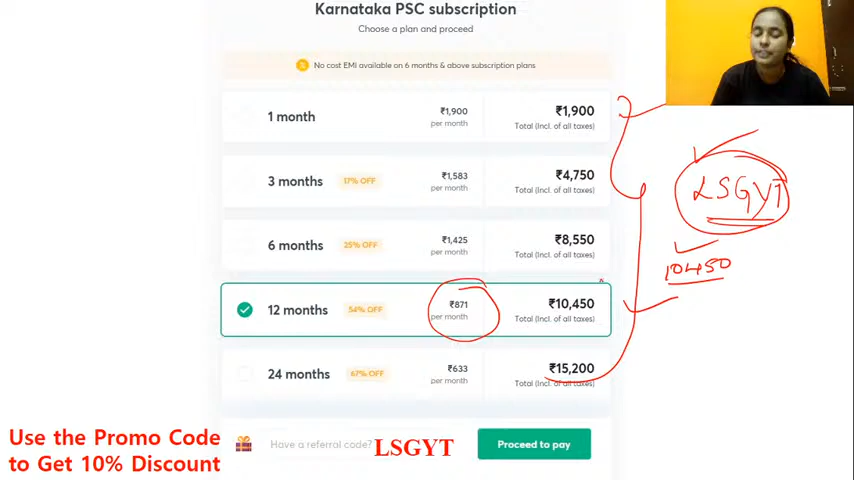 Karnataka PSC subscription
Choose a plan and proceed
No cost EMI available on 6 months & above subscription plans
1 month
₹1,900
per month
₹1,900
Total (Incl. of all taxes)
3 months
17% OFF
₹1,583
per month
₹4,750
Total (Incl. of all taxes)
6 months
25% OFF
₹1,425
per month
₹8,550
Total (Incl. of all taxes)
12 months
54% OFF
₹871
per month
₹10,450
Total (Incl. of all taxes)
24 months
67% OFF
₹633
per month
₹15,200
Total (Incl. of all taxes)
LSGYT
10450
Use the Promo Code
to Get 10% Discount
Have a referral code?
LSGYT
Proceed to pay